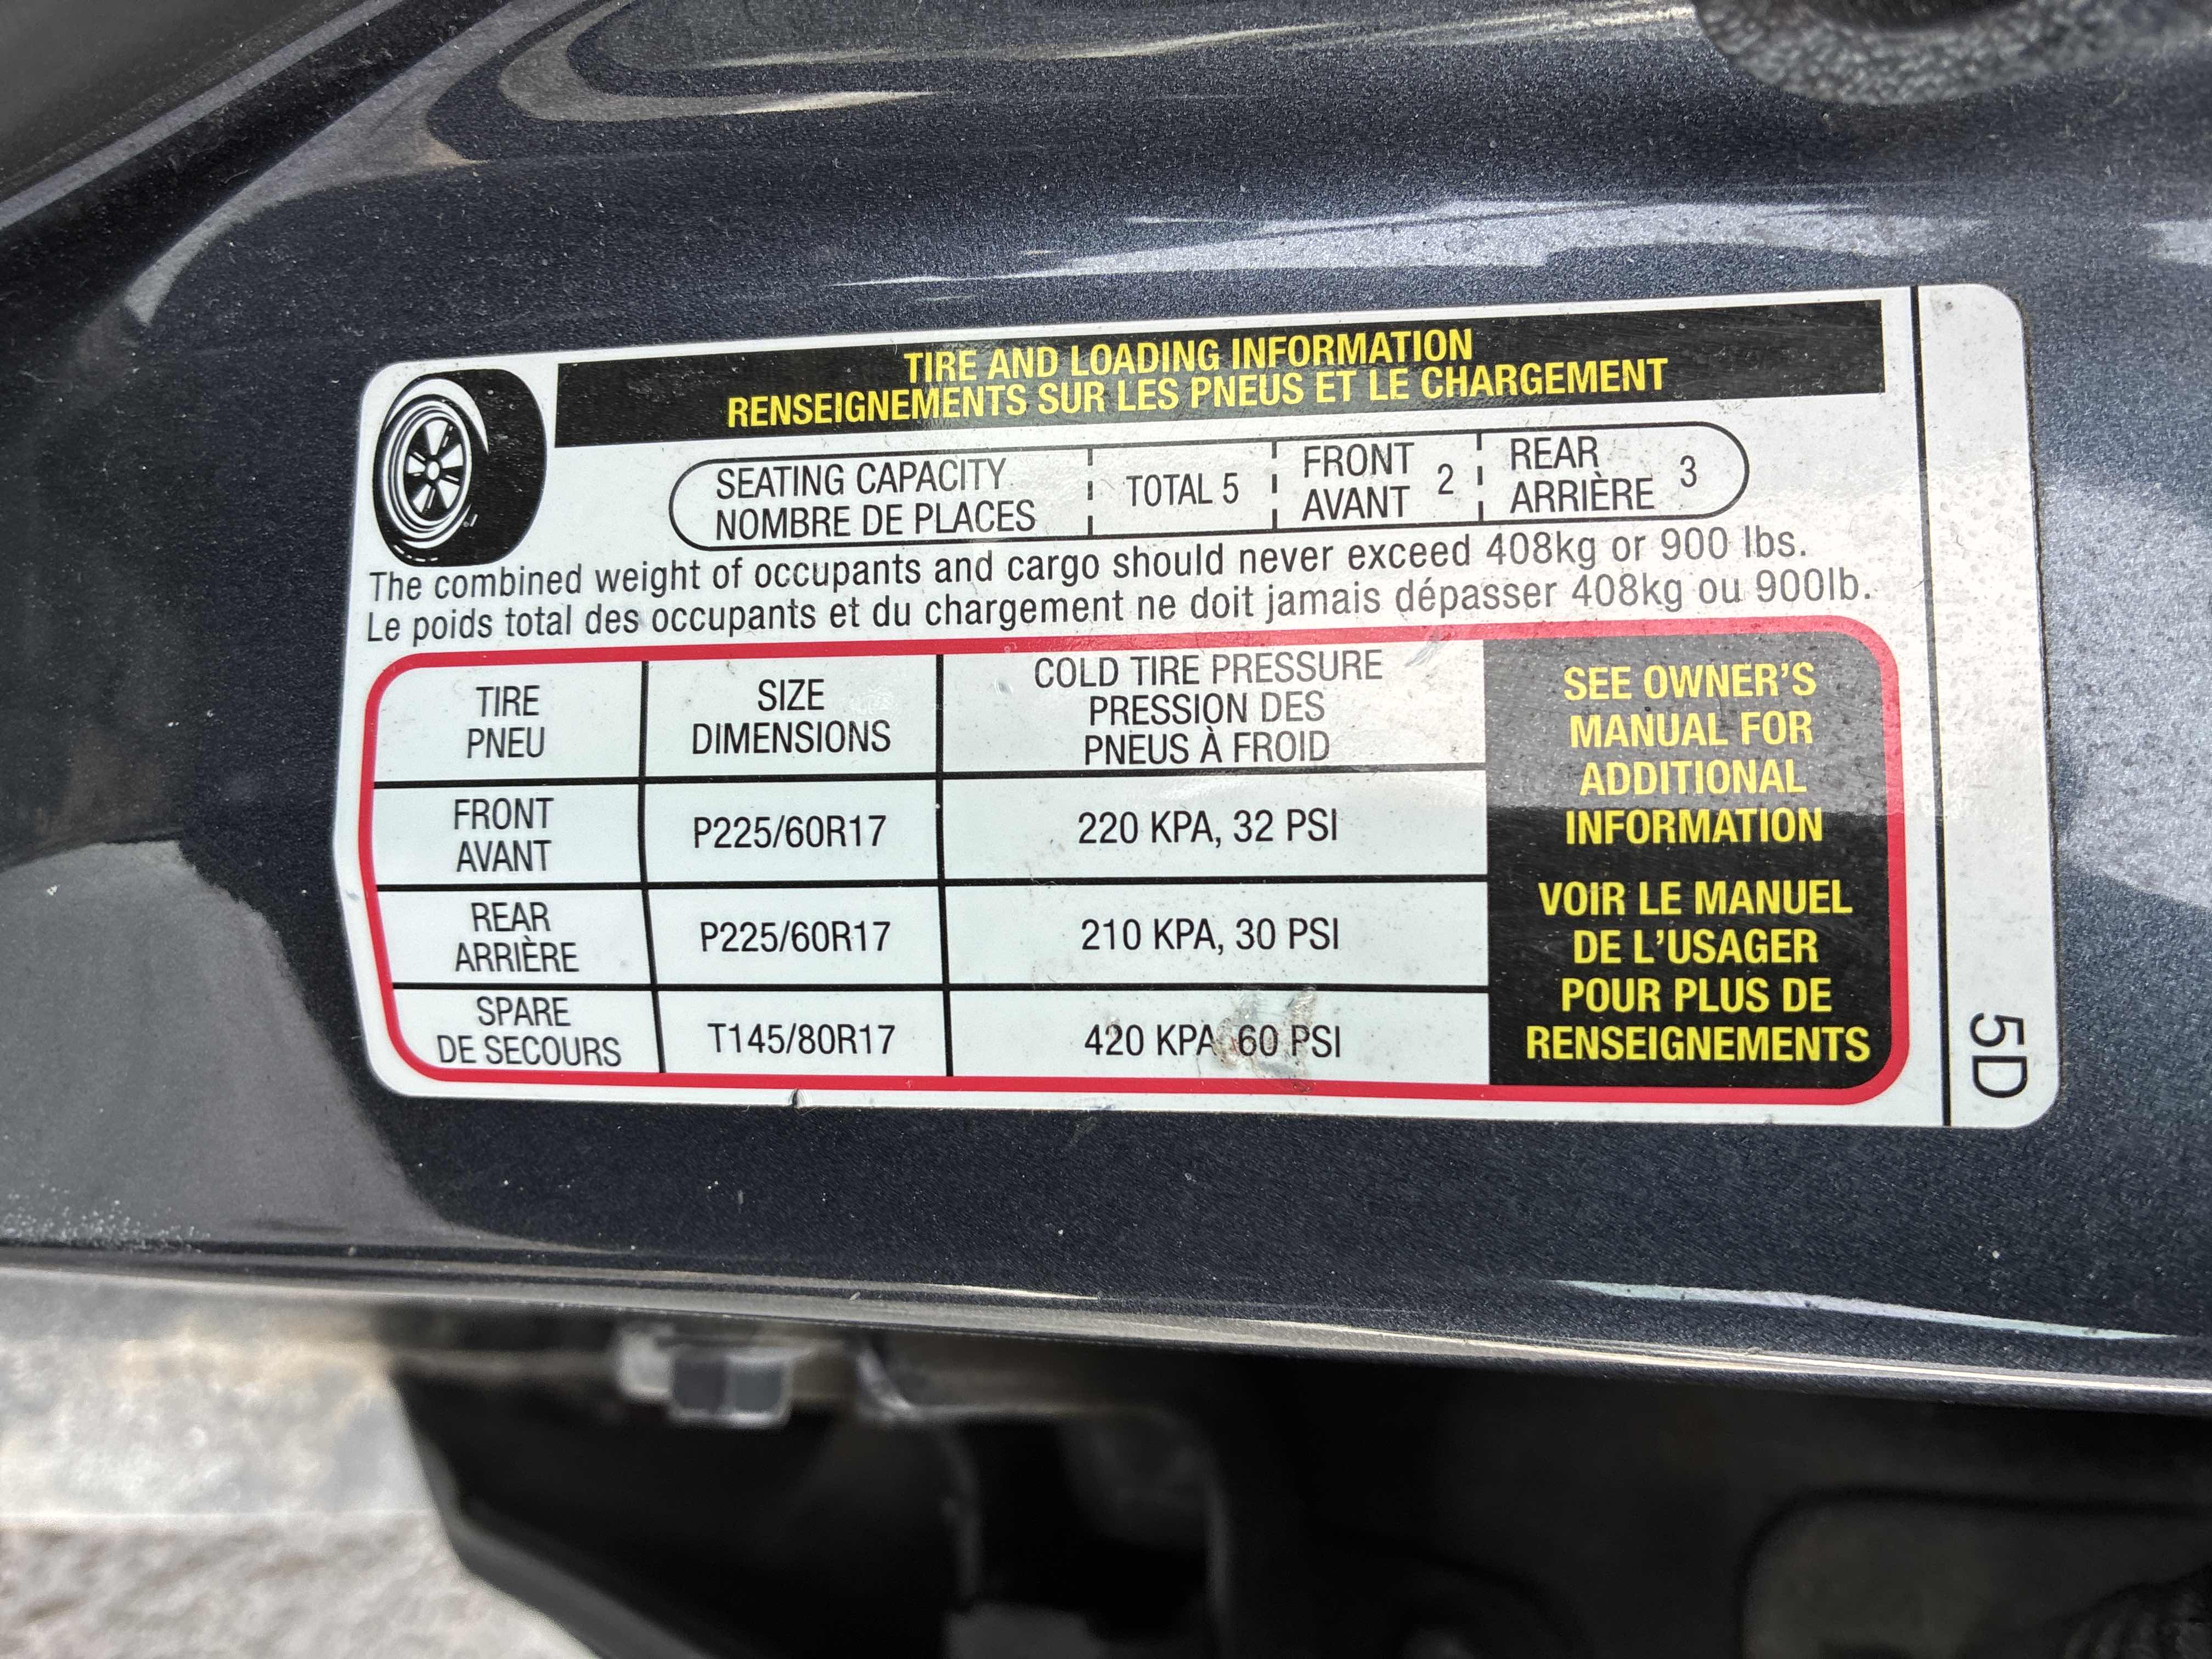 TIRE AND LOADING INFORMATION
RENSEIGNEMENTS SUR LES PNEUS ET LE CHARGEMENT
SEATING CAPACITY
NOMBRE DE PLACES
TOTAL 5
FRONT
AVANT
2
REAR
ARRIÈRE
3
The combined weight of occupants and cargo should never exceed 408kg or 900 lbs.
Le poids total des occupants et du chargement ne doit jamais dépasser 408kg ou 900lb.
TIRE
PNEU
SIZE
DIMENSIONS
COLD TIRE PRESSURE
PRESSION DES
PNEUS À FROID
FRONT
AVANT
P225/60R17
220 KPA, 32 PSI
REAR
ARRIÈRE
P225/60R17
210 KPA, 30 PSI
SPARE
DE SECOURS
T145/80R17
420 KPA, 60 PSI
SEE OWNER'S
MANUAL FOR
ADDITIONAL
INFORMATION
VOIR LE MANUEL
DE L'USAGER
POUR PLUS DE
RENSEIGNEMENTS
5D